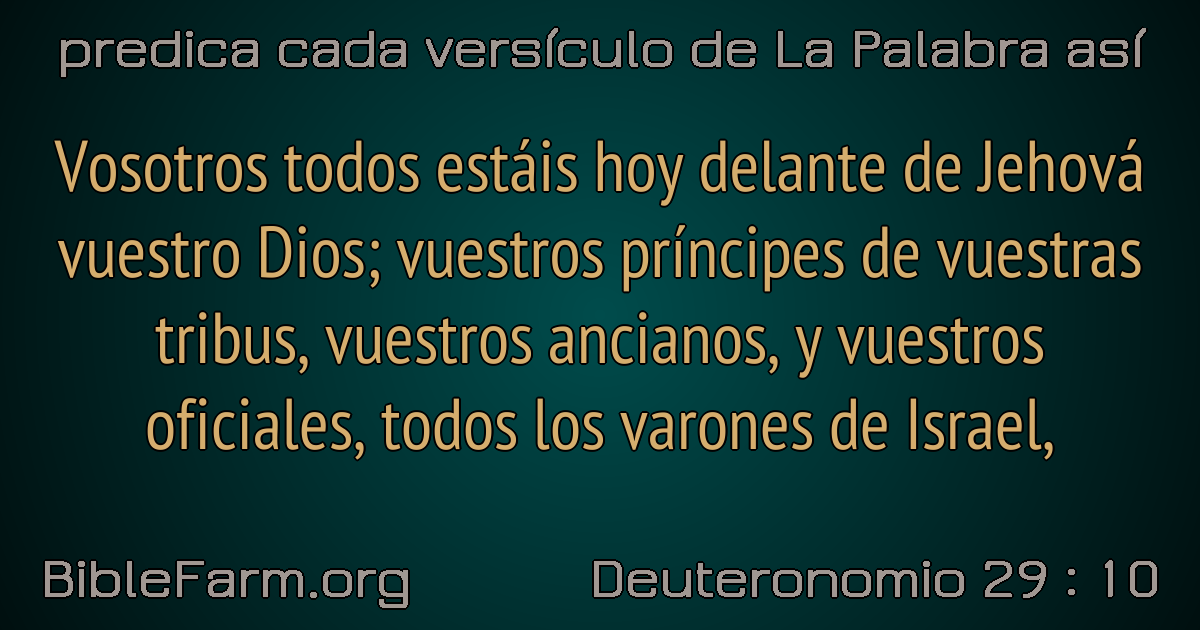 predica cada versículo de La Palabra así
Vosotros todos estáis hoy delante de Jehová
vuestro Dios; vuestros príncipes de vuestras
tribus, vuestros ancianos, y vuestros
oficiales, todos los varones de Israel,
BibleFarm.org
Deuteronomio 29 : 10